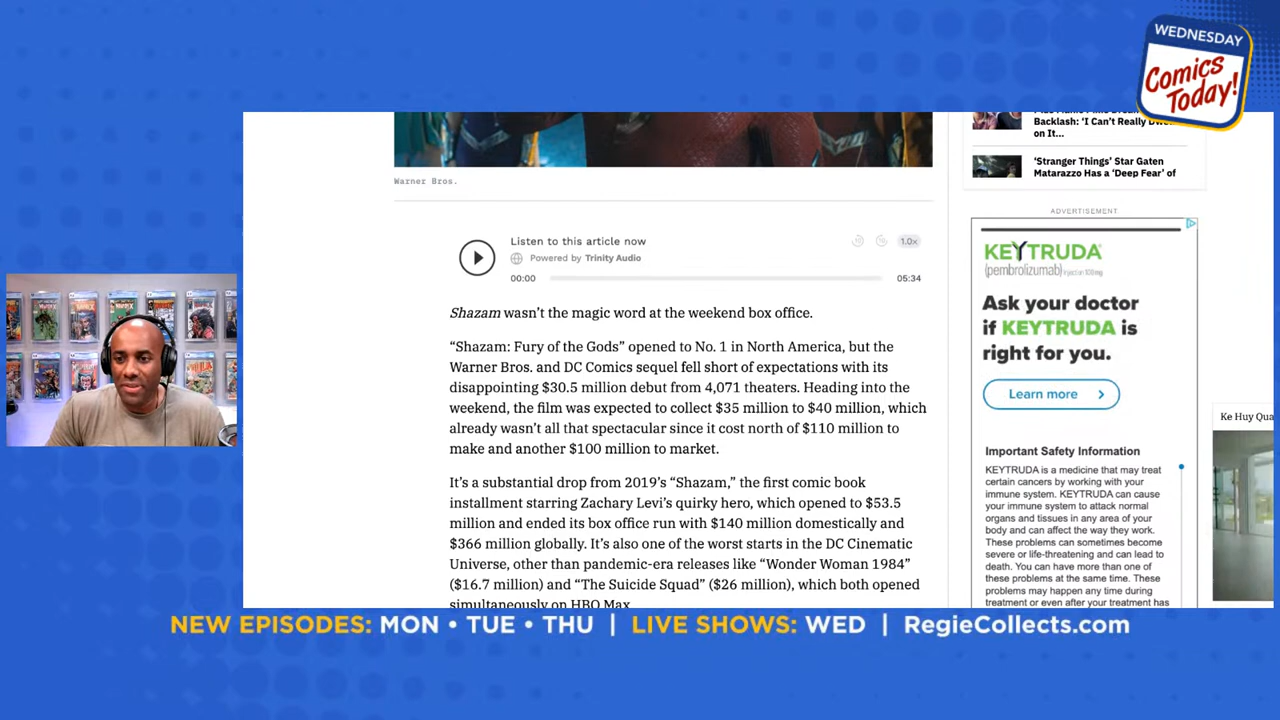 WEDNESDAY
Comics
Today!
Backlash: ‘I Can’t Really
on It...
‘Stranger Things’ Star Gaten
Matarazzo Has a ‘Deep Fear’ of
Warner Bros.
ADVERTISEMENT
Listen to this article now
1.0x
Powered by Trinity Audio
00:00
05:34
Shazam wasn’t the magic word at the weekend box office.
“Shazam: Fury of the Gods” opened to No. 1 in North America, but the
Warner Bros. and DC Comics sequel fell short of expectations with its
disappointing $30.5 million debut from 4,071 theaters. Heading into the
weekend, the film was expected to collect $35 million to $40 million, which
already wasn’t all that spectacular since it cost north of $110 million to
make and another $100 million to market.
It’s a substantial drop from 2019’s “Shazam,” the first comic book
installment starring Zachary Levi’s quirky hero, which opened to $53.5
million and ended its box office run with $140 million domestically and
$366 million globally. It’s also one of the worst starts in the DC Cinematic
Universe, other than pandemic-era releases like “Wonder Woman 1984”
($16.7 million) and “The Suicide Squad” ($26 million), which both opened
simultaneously on HBO Max
KEYTRUDA
(pembrolizumab)
Ask your doctor
if KEYTRUDA is
right for you.
Learn more
Important Safety Information
KEYTRUDA is a medicine that may treat
certain cancers by working with your
immune system. KEYTRUDA can cause
your immune system to attack normal
organs and tissues in any area of your
body and can affect the way they work.
These problems can sometimes become
severe or life-threatening and can lead to
death. You can have more than one of
these problems at the same time. These
problems may happen any time during
treatment or even after your treatment has
Ke Huy Qua
NEW EPISODES: MON • TUE • THU | LIVE SHOWS: WED | RegieCollects.com